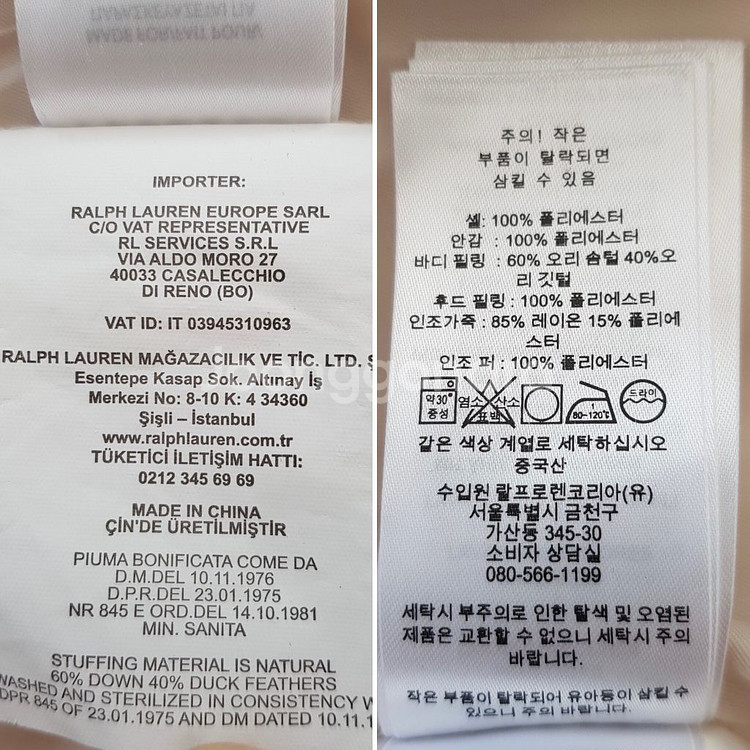 ΠΑΡΑΣΚΕΥΑΖΕΤΑΙ ΓΙΑ
MADE FOR/FAIT POUR/
IMPORTER:
RALPH LAUREN EUROPE SARL
C/O VAT REPRESENTATIVE
RL SERVICES S.R.L
VIA ALDO MORO 27
40033 CASALECCHIO
DI RENO (BO)
VAT ID: IT 03945310963
RALPH LAUREN MAĞAZACILIK VE TİC. LTD. Ş
Esentepe Kasap Sok. Altınay İş
Merkezi No: 8-10 K: 4 34360
Şişli – İstanbul
www.ralphlauren.com.tr
TÜKETİCİ İLETİŞİM HATTI:
0212 345 69 69
MADE IN CHINA
ÇİN'DE ÜRETİLMİŞTİR
PIUMA BONIFICATA COME DA
D.M.DEL 10.11.1976
D.P.R.DEL 23.01.1975
NR 845 E ORD.DEL 14.10.1981
MIN. SANITA
STUFFING MATERIAL IS NATURAL
60% DOWN 40% DUCK FEATHERS
WASHED AND STERILIZED IN CONSISTENCY W
DPR 845 OF 23.01.1975 AND DM DATED 10.11.1
주의! 작은
부품이 탈락되면
삼킬 수 있음
쉘: 100% 폴리에스터
안감 : 100% 폴리에스터
바디 필링 : 60% 오리 솜털 40%오
리 깃털
후드 필링 : 100% 폴리에스터
인조가죽 : 85% 레이온 15% 폴리에
스터
인조 퍼 : 100% 폴리에스터
약30° 중성 염소 산소 표백 1 80~120℃ 드라이
같은 색상 계열로 세탁하십시오
중국산
수입원 랄프로렌코리아(유)
서울특별시 금천구
가산동 345-30
소비자 상담실
080-566-1199
세탁시 부주의로 인한 탈색 및 오염된
제품은 교환할 수 없으니 세탁시 주의
바랍니다.
작은 부품이 탈락되어 유아등이 삼킬 수
있으니 주의 바랍니다.